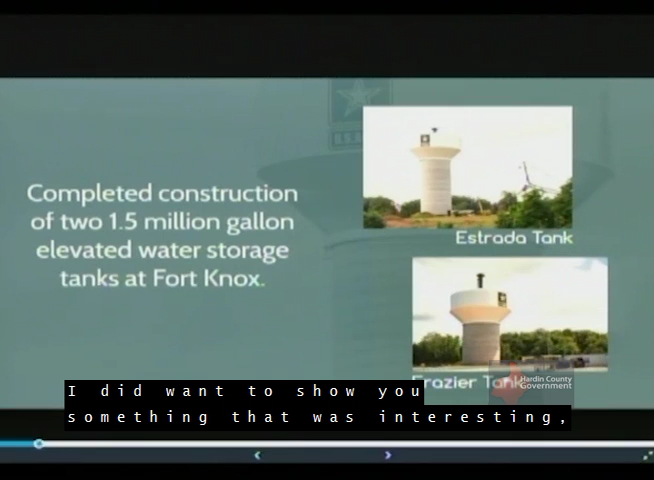 Completed construction
of two 1.5 million gallon
elevated water storage
tanks at Fort Knox.
Estrada Tank
Frazier Tank
Hardin County
Government
I did want to show you
something that was interesting,